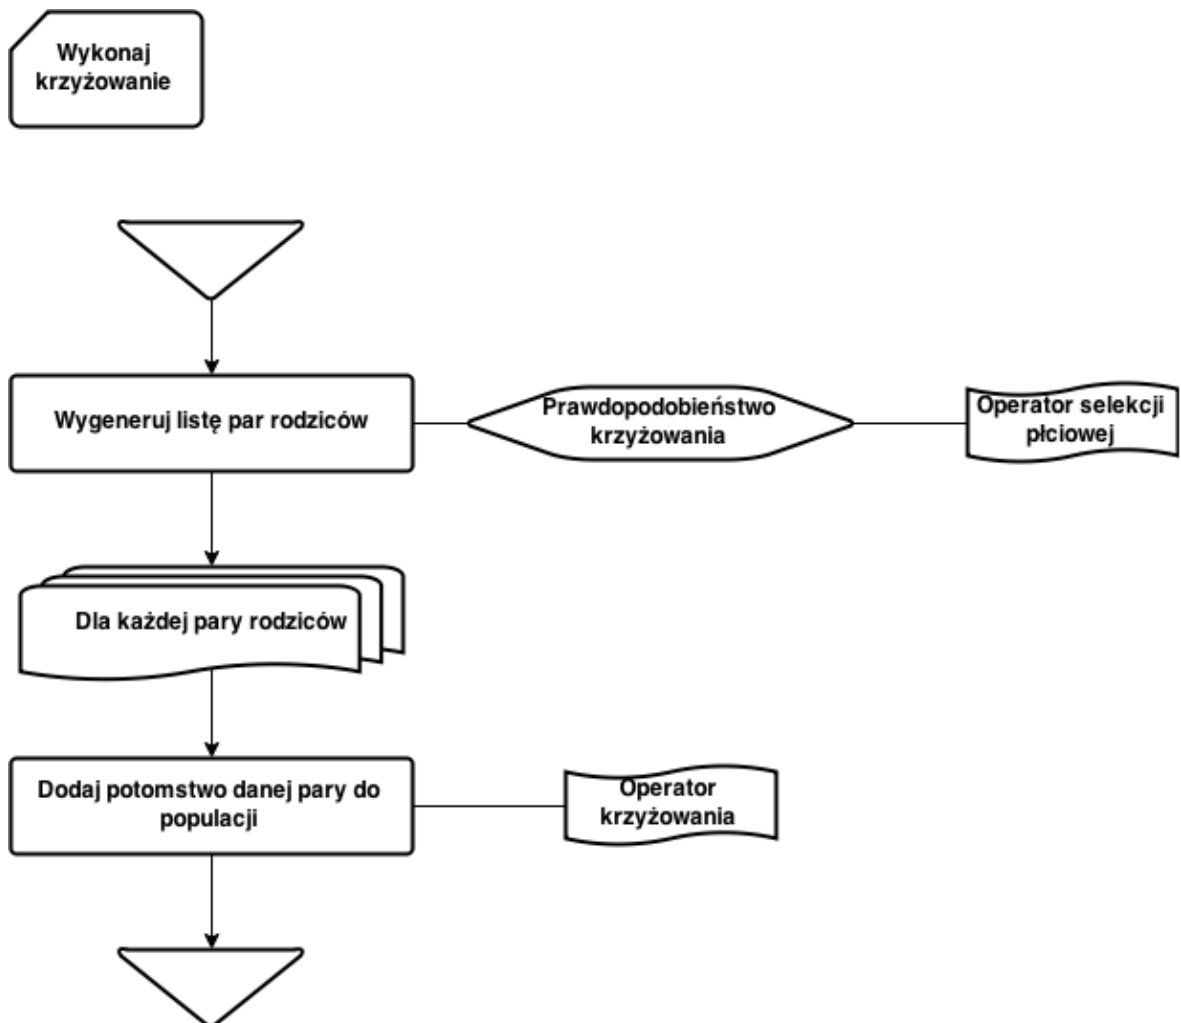 Wykonaj
krzyżowanie
Wygeneruj listę par rodziców
Prawdopodobieństwo
krzyżowania
Operator selekcji
płciowej
Dla każdej pary rodziców
Dodaj potomstwo danej pary do
populacji
Operator
krzyżowania